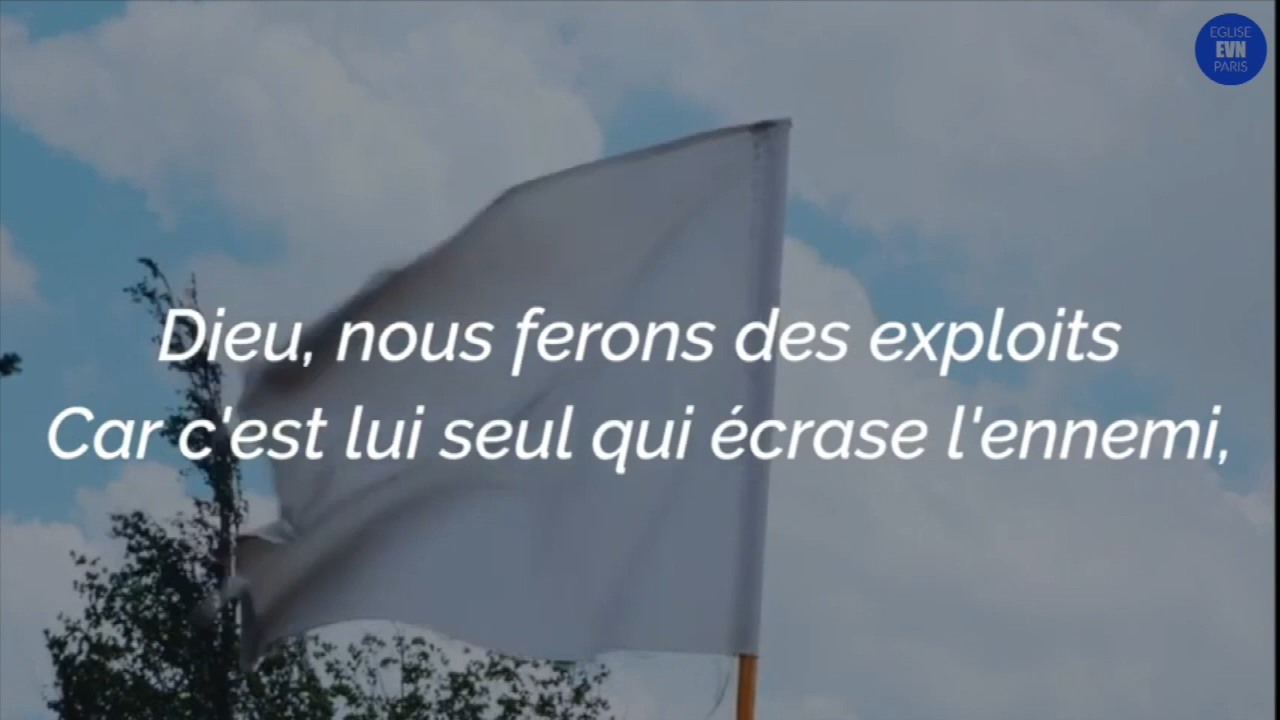 EGLISE
EVN
PARIS
Dieu, nous ferons des exploits
Car c'est lui seul qui écrase l'ennemi,